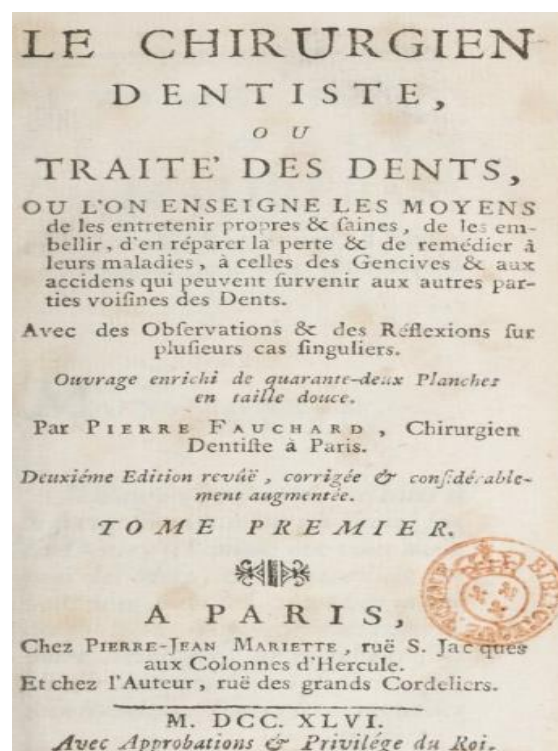 LE CHIRURGIEN
DENTISTE,
OU
TRAITE' DES DENTS,
OU L'ON ENSEIGNE LES MOYENS
de les entretenir propres & ſaines, de les em-
bellir, d'en réparer la perte & de remédier à
leurs maladies, à celles des Gencives & aux
accidens qui peuvent ſurvenir aux autres par-
ties voiſines des Dents.
Avec des Obſervations & des Réflexions ſur
pluſieurs cas ſinguliers.
Ouvrage enrichi de quarante-deux Planches
en taille douce.
Par PIERRE FAUCHARD, Chirurgien
Dentiſte à Paris.
Deuxiéme Edition revûë, corrigée & conſidérable-
ment augmentée.
TOME PREMIER.
A PARIS,
Chez PIERRE-JEAN MARIETTE, ruë S. Jacques
aux Colonnes d'Hercule.
Et chez l'Auteur, ruë des grands Cordeliers.
M. DCC. XLVI.
Avec Approbations & Privilége du Roi.